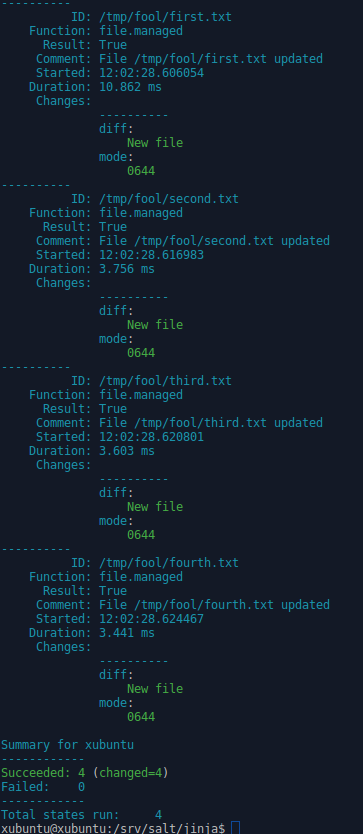 ----------
          ID: /tmp/fool/first.txt
    Function: file.managed
      Result: True
     Comment: File /tmp/fool/first.txt updated
     Started: 12:02:28.606054
    Duration: 10.862 ms
     Changes:
              ----------
              diff:
                  New file
              mode:
                  0644
----------
          ID: /tmp/fool/second.txt
    Function: file.managed
      Result: True
     Comment: File /tmp/fool/second.txt updated
     Started: 12:02:28.616983
    Duration: 3.756 ms
     Changes:
              ----------
              diff:
                  New file
              mode:
                  0644
----------
          ID: /tmp/fool/third.txt
    Function: file.managed
      Result: True
     Comment: File /tmp/fool/third.txt updated
     Started: 12:02:28.620801
    Duration: 3.603 ms
     Changes:
              ----------
              diff:
                  New file
              mode:
                  0644
----------
          ID: /tmp/fool/fourth.txt
    Function: file.managed
      Result: True
     Comment: File /tmp/fool/fourth.txt updated
     Started: 12:02:28.624467
    Duration: 3.441 ms
     Changes:
              ----------
              diff:
                  New file
              mode:
                  0644

Summary for xubuntu
------------
Succeeded: 4 (changed=4)
Failed:    0
------------
Total states run:     4
xubuntu@xubuntu:/srv/salt/jinja$